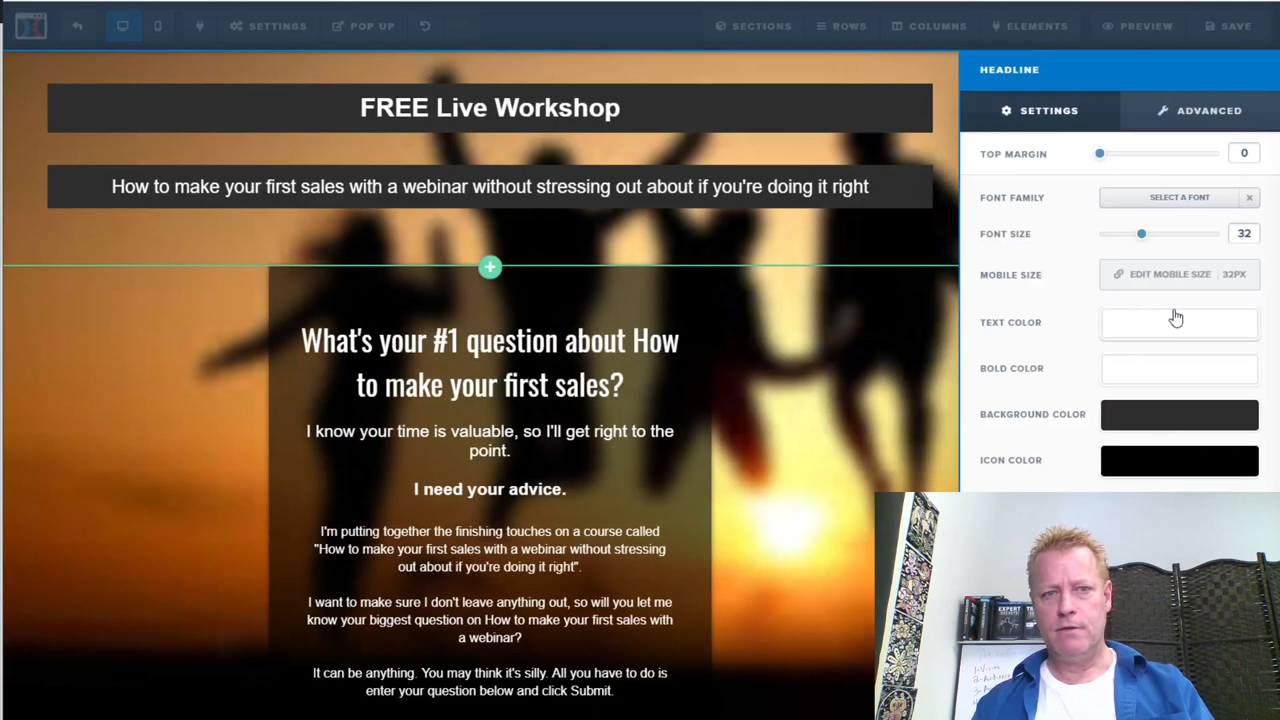 SETTINGS
POP UP
SECTIONS
ROWS
COLUMNS
ELEMENTS
PREVIEW
SAVE
FREE Live Workshop
How to make your first sales with a webinar without stressing out about if you're doing it right
What's your #1 question about How
to make your first sales?
I know your time is valuable, so I'll get right to the
point.
I need your advice.
I'm putting together the finishing touches on a course called
"How to make your first sales with a webinar without stressing
out about if you're doing it right".
I want to make sure I don't leave anything out, so will you let me
know your biggest question on How to make your first sales with
a webinar?
It can be anything. You may think it's silly. All you have to do is
enter your question below and click Submit.
HEADLINE
SETTINGS
ADVANCED
TOP MARGIN
0
FONT FAMILY
SELECT A FONT
FONT SIZE
32
MOBILE SIZE
EDIT MOBILE SIZE
32PX
TEXT COLOR
BOLD COLOR
BACKGROUND COLOR
ICON COLOR
EXPERT